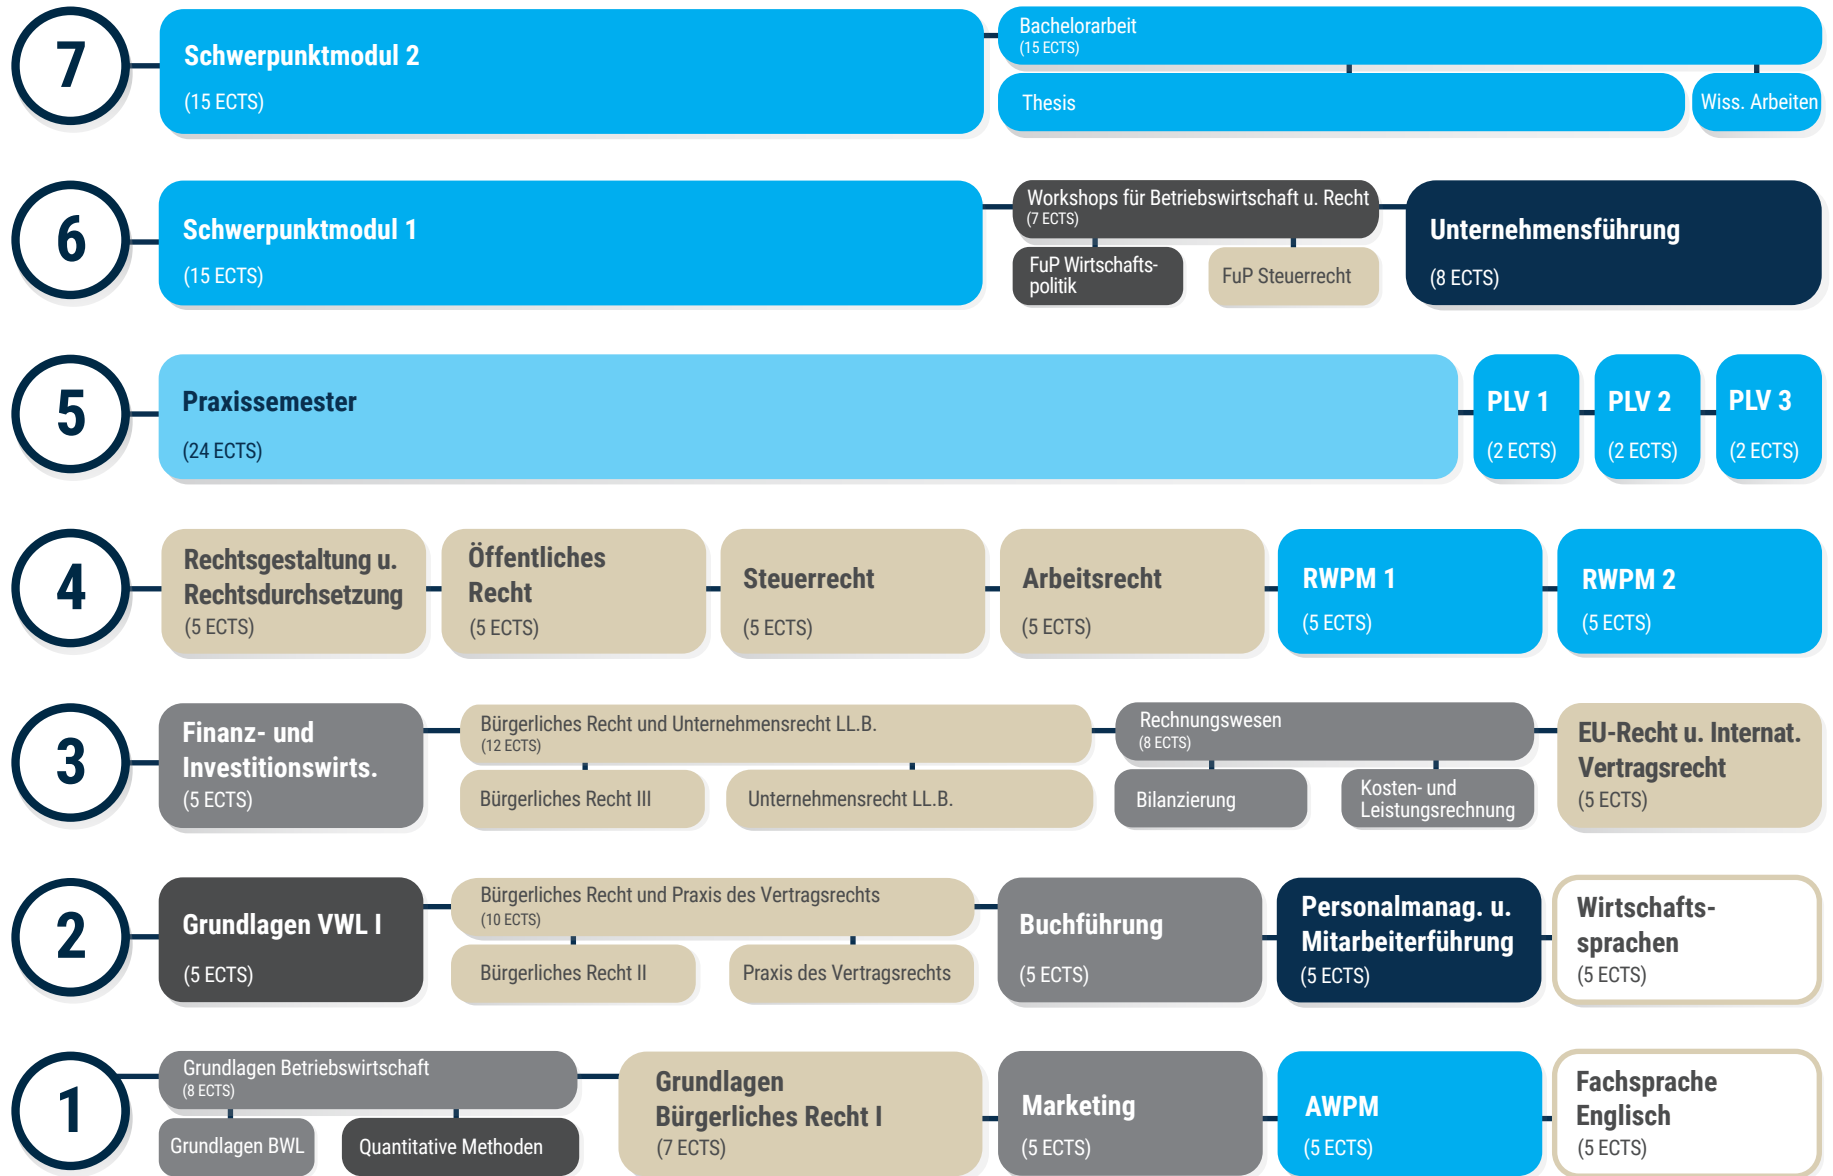 7
Schwerpunktmodul 2
(15 ECTS)
Bachelorarbeit
(15 ECTS)
Thesis
Wiss. Arbeiten
6
Schwerpunktmodul 1
(15 ECTS)
Workshops für Betriebswirtschaft u. Recht
(7 ECTS)
FuP Wirtschafts-
politik
FuP Steuerrecht
Unternehmensführung
(8 ECTS)
5
Praxissemester
(24 ECTS)
PLV 1
(2 ECTS)
PLV 2
(2 ECTS)
PLV 3
(2 ECTS)
4
Rechtsgestaltung u.
Rechtsdurchsetzung
(5 ECTS)
Öffentliches
Recht
(5 ECTS)
Steuerrecht
(5 ECTS)
Arbeitsrecht
(5 ECTS)
RWPM 1
(5 ECTS)
RWPM 2
(5 ECTS)
3
Finanz- und
Investitionswirts.
(5 ECTS)
Bürgerliches Recht und Unternehmensrecht LL.B.
(12 ECTS)
Bürgerliches Recht III
Unternehmensrecht LL.B.
Rechnungswesen
(8 ECTS)
Bilanzierung
Kosten- und
Leistungsrechnung
EU-Recht u. Internat.
Vertragsrecht
(5 ECTS)
2
Grundlagen VWL I
(5 ECTS)
Bürgerliches Recht und Praxis des Vertragsrechts
(10 ECTS)
Bürgerliches Recht II
Praxis des Vertragsrechts
Buchführung
(5 ECTS)
Personalmanag. u.
Mitarbeiterführung
(5 ECTS)
Wirtschafts-
sprachen
(5 ECTS)
1
Grundlagen Betriebswirtschaft
(8 ECTS)
Grundlagen BWL
Quantitative Methoden
Grundlagen
Bürgerliches Recht I
(7 ECTS)
Marketing
(5 ECTS)
AWPM
(5 ECTS)
Fachsprache
Englisch
(5 ECTS)